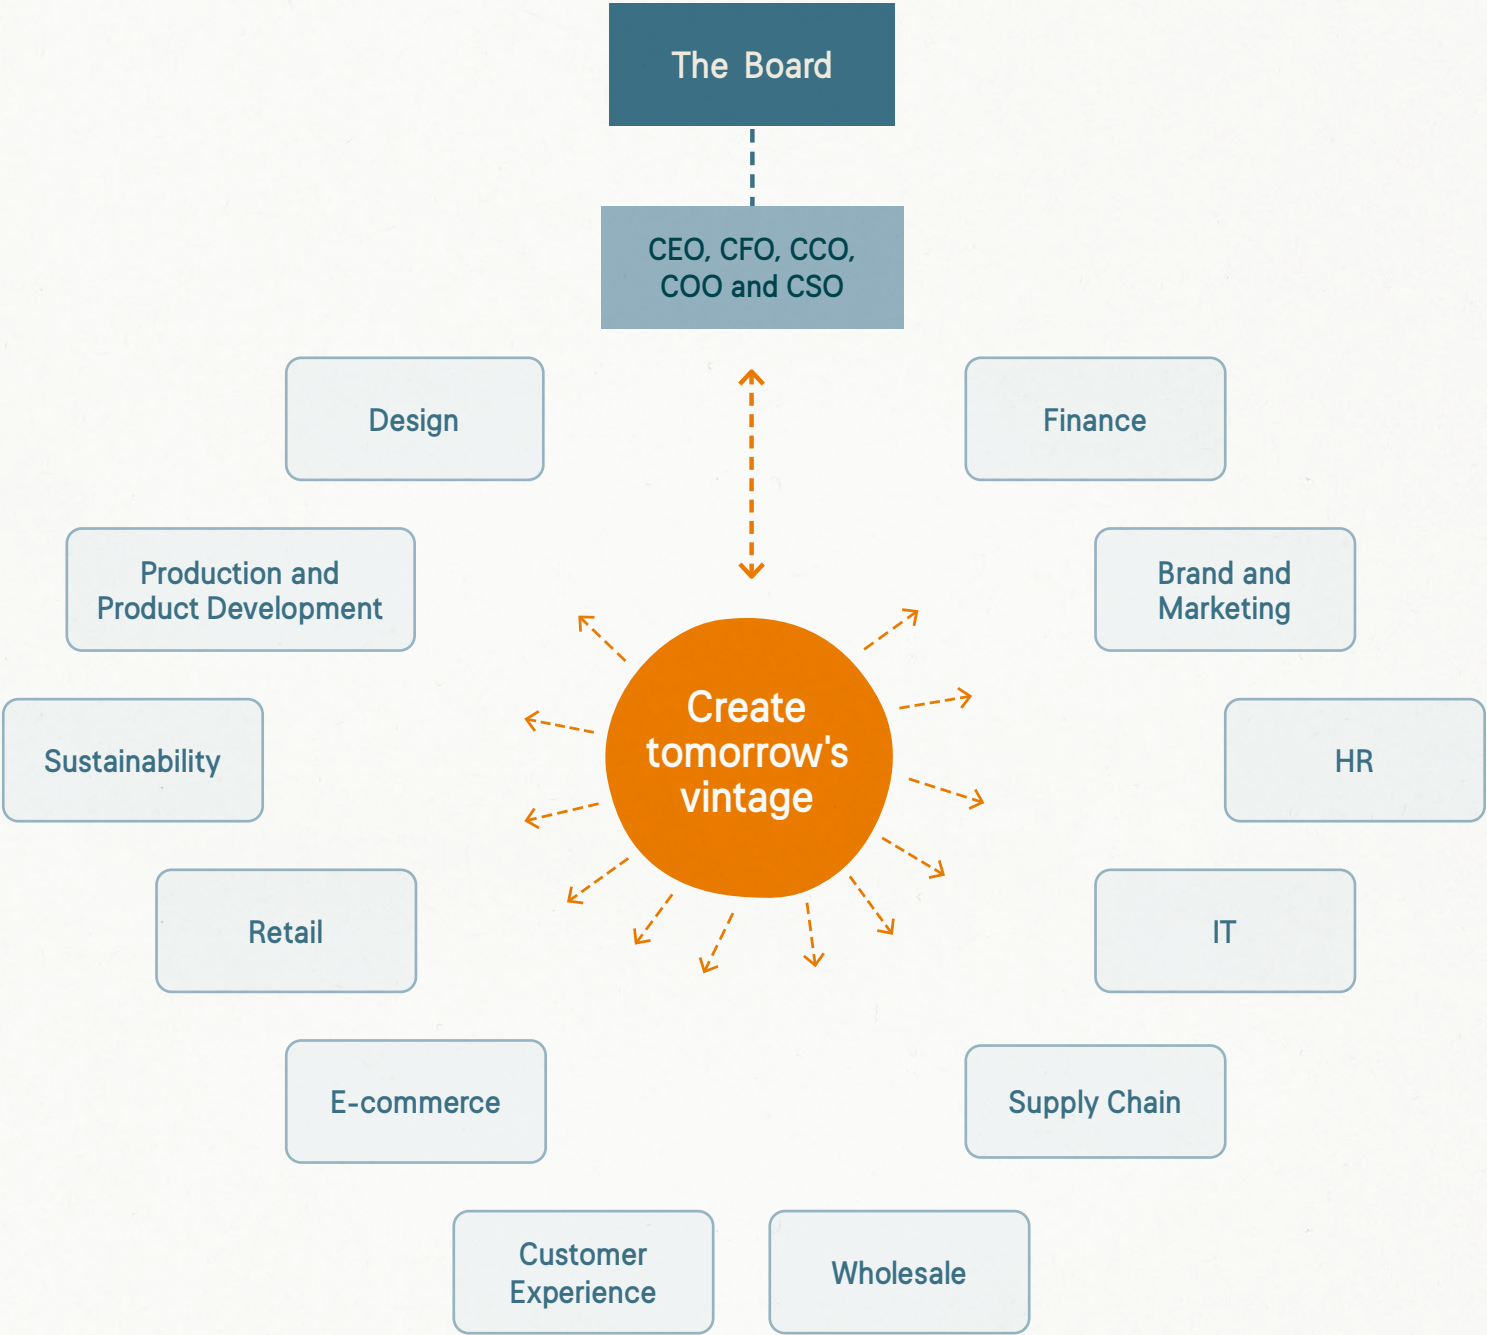 The Board
CEO, CFO, CCO,
COO and CSO
Design
Finance
Production and
Product Development
Brand and
Marketing
Create
tomorrow's
vintage
Sustainability
HR
Retail
IT
E-commerce
Supply Chain
Customer
Experience
Wholesale